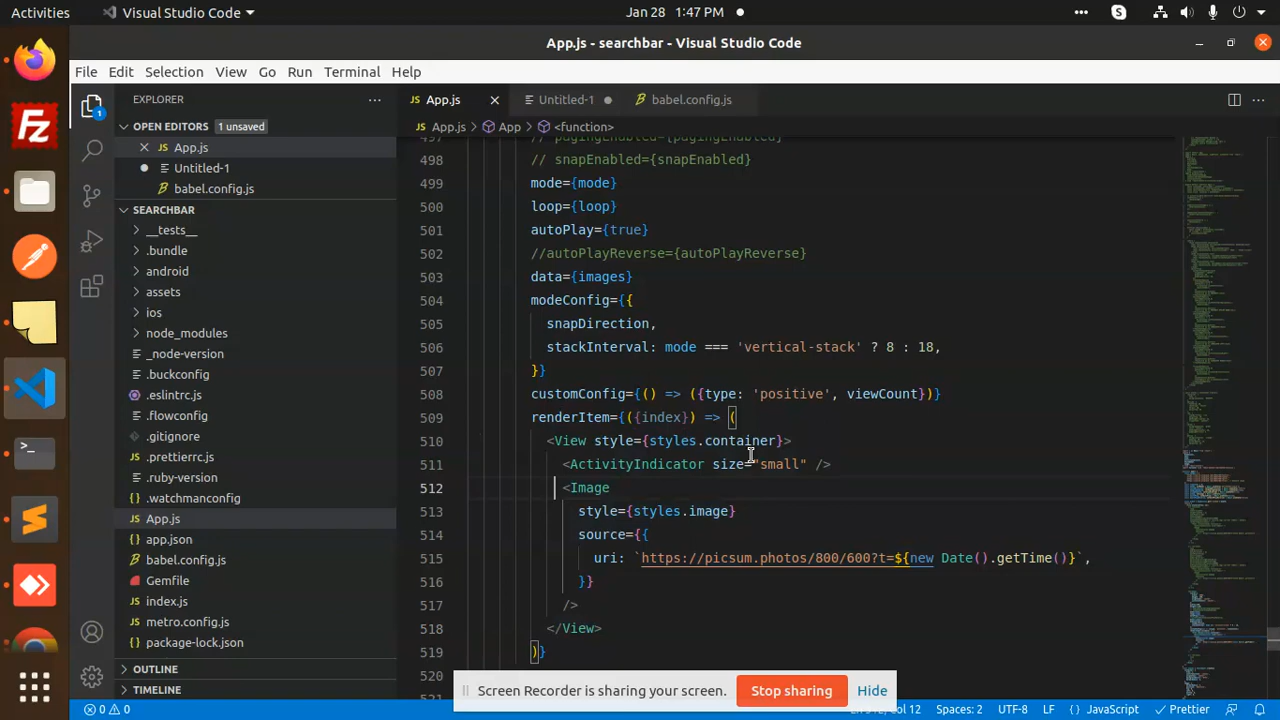 Activities
Visual Studio Code
Jan 28 1:47 PM
App.js - searchbar - Visual Studio Code
File Edit Selection View Go Run Terminal Help
EXPLORER
OPEN EDITORS 1 unsaved
App.js
Untitled-1
babel.config.js
SEARCHBAR
__tests__
.bundle
android
assets
ios
node_modules
_node-version
.buckconfig
.eslintrc.js
.flowconfig
.gitignore
.prettierrc.js
.ruby-version
.watchmanconfig
App.js
app.json
babel.config.js
Gemfile
index.js
metro.config.js
package-lock.json
OUTLINE
TIMELINE
App.js Untitled-1 babel.config.js
App.js > App > <function>
497 // pagingEnabled={pagingEnabled}
498 // snapEnabled={snapEnabled}
499 mode={mode}
500 loop={loop}
501 autoPlay={true}
502 //autoPlayReverse={autoPlayReverse}
503 data={images}
504 modeConfig={{
505 snapDirection,
506 stackInterval: mode === 'vertical-stack' ? 8 : 18,
507 }}
508 customConfig={() => ({type: 'positive', viewCount})}
509 renderItem={({index}) => (
510 <View style={styles.container}>
511 <ActivityIndicator size="small" />
512 <Image
513 style={styles.image}
514 source={{
515 uri: `https://picsum.photos/800/600?t=${new Date().getTime()}`,
516 }}
517 />
518 </View>
519 )}
520
Screen Recorder is sharing your screen. Stop sharing Hide
0 0
Col 12 Spaces: 2 UTF-8 LF { } JavaScript Prettier